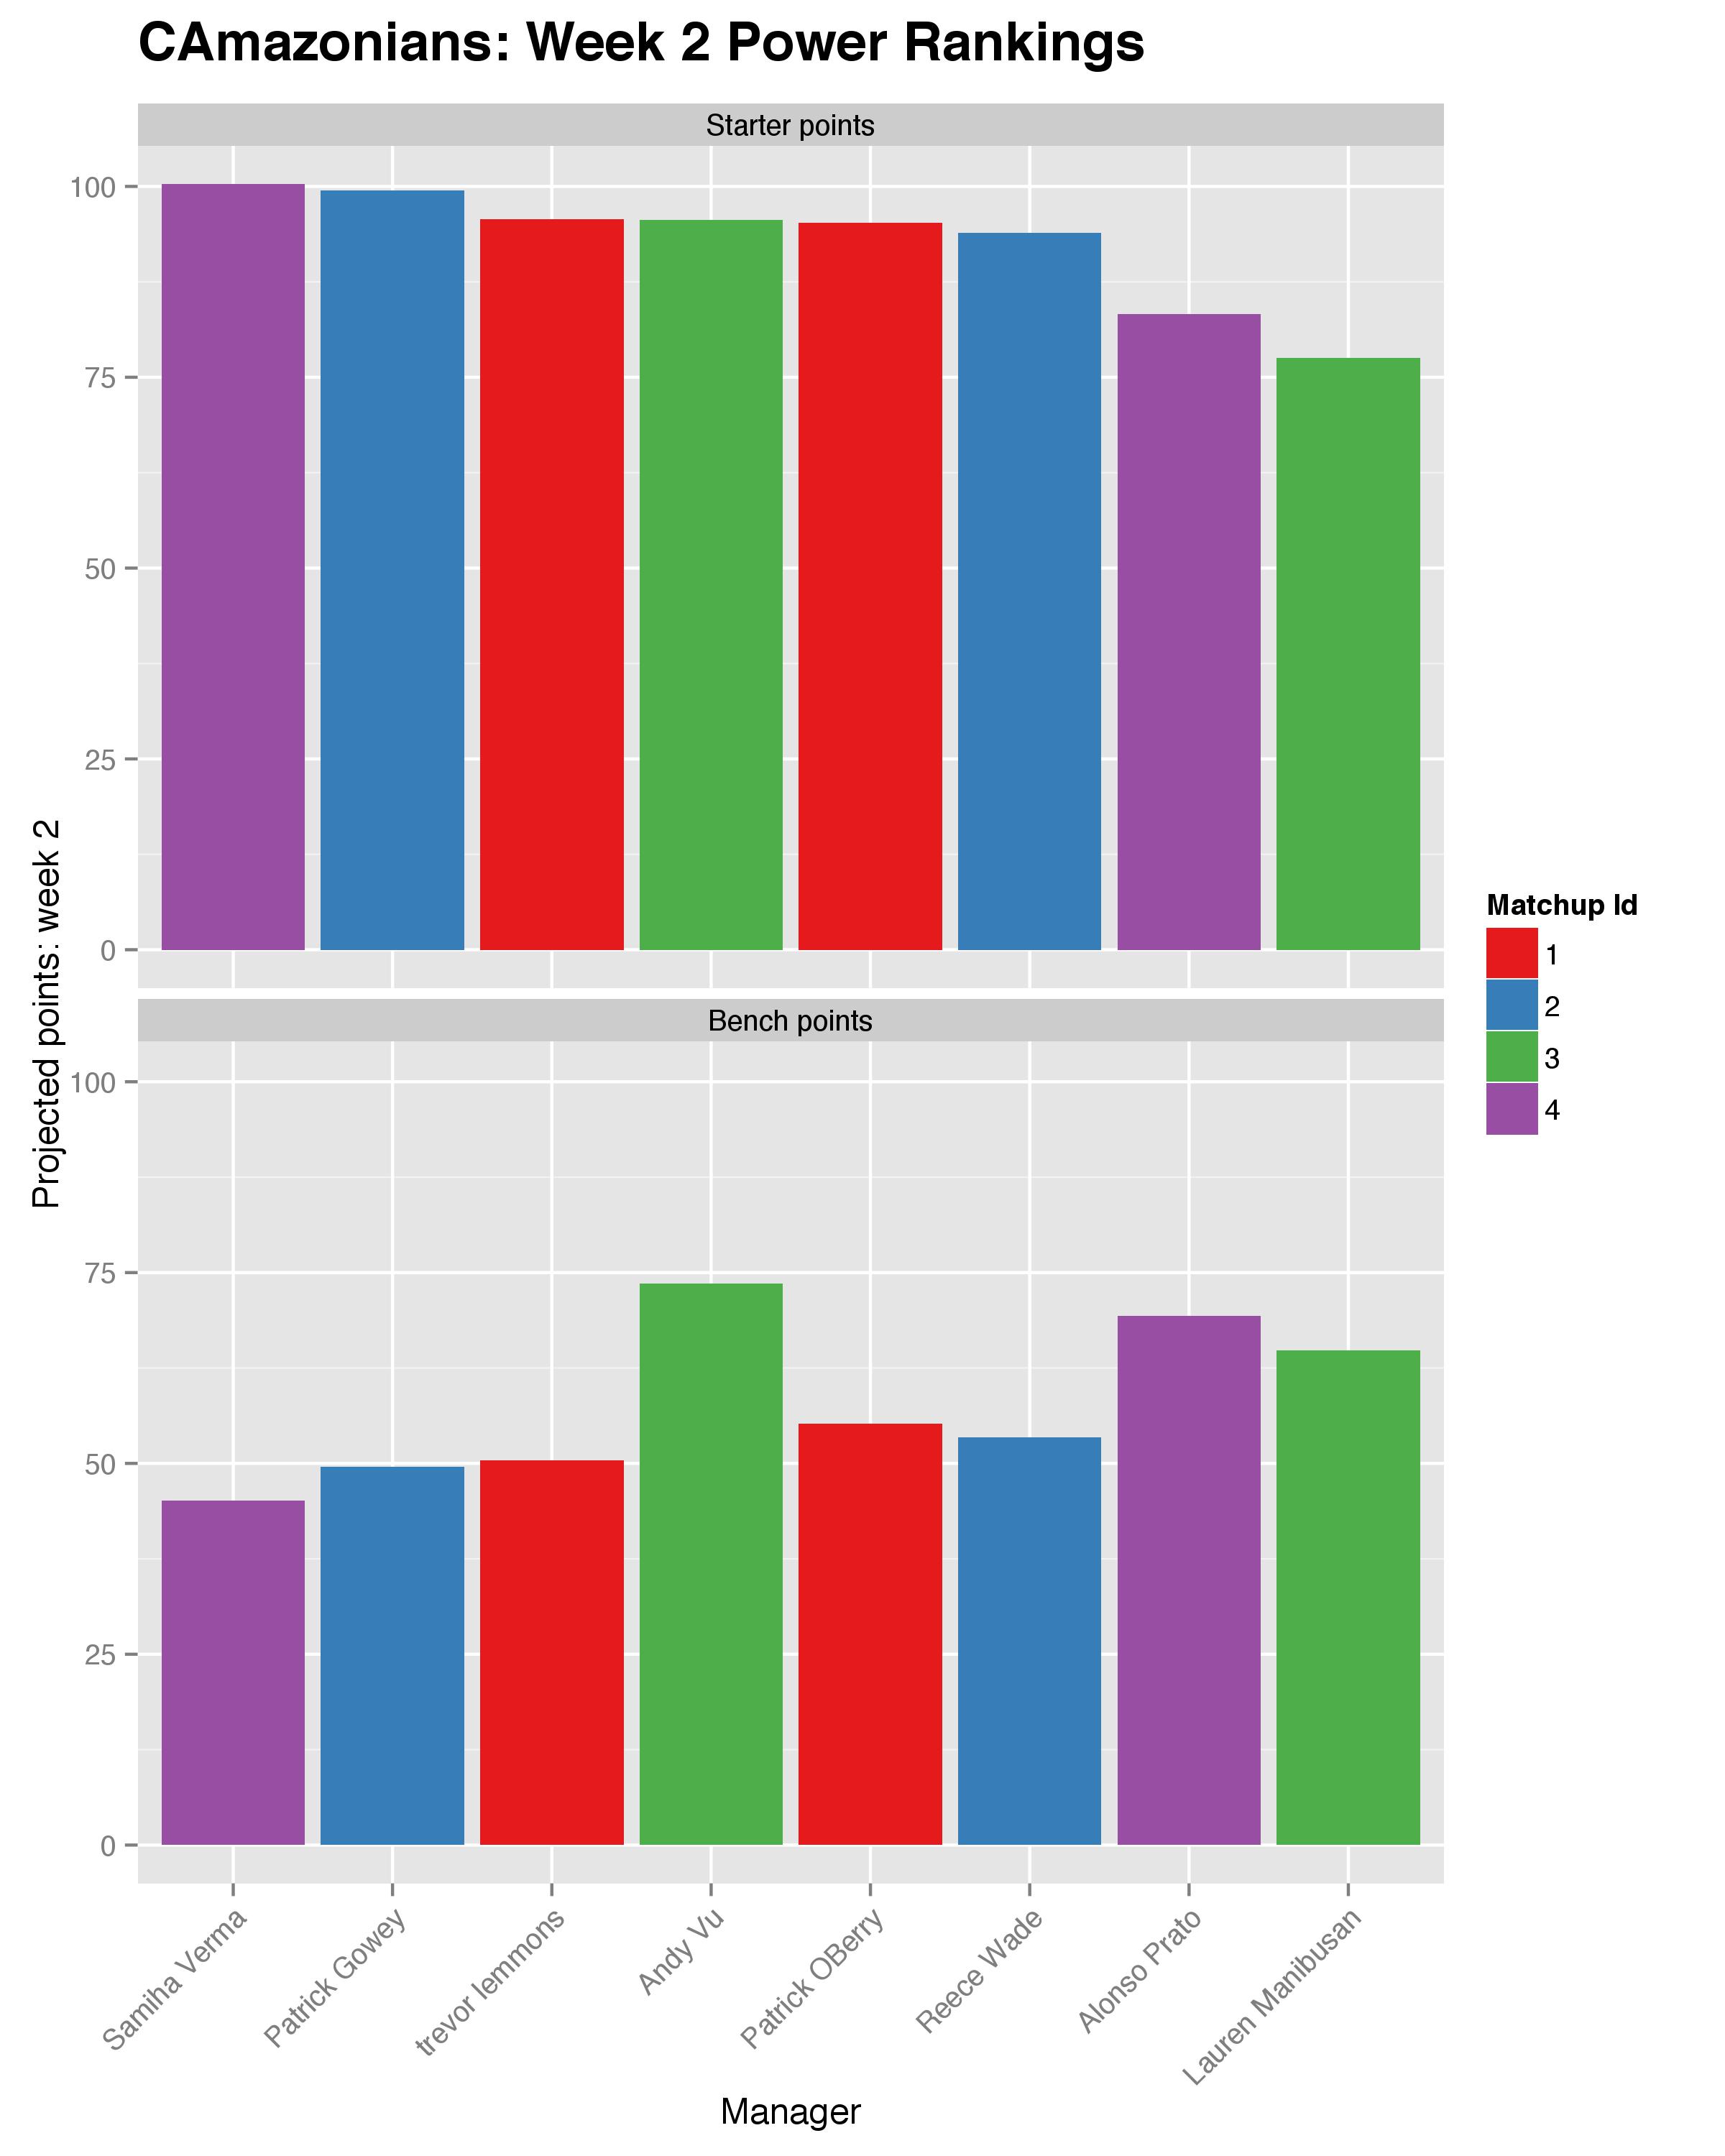 CAmazonians: Week 2 Power Rankings
Starter points
100
75
50
25
0
Projected points: week 2
Bench points
100
75
50
25
0
Samiha Verma
Patrick Gowey
trevor lemmons
Andy Vu
Patrick OBerry
Reece Wade
Alonso Prato
Lauren Manibusan
Manager
Matchup Id
1
2
3
4